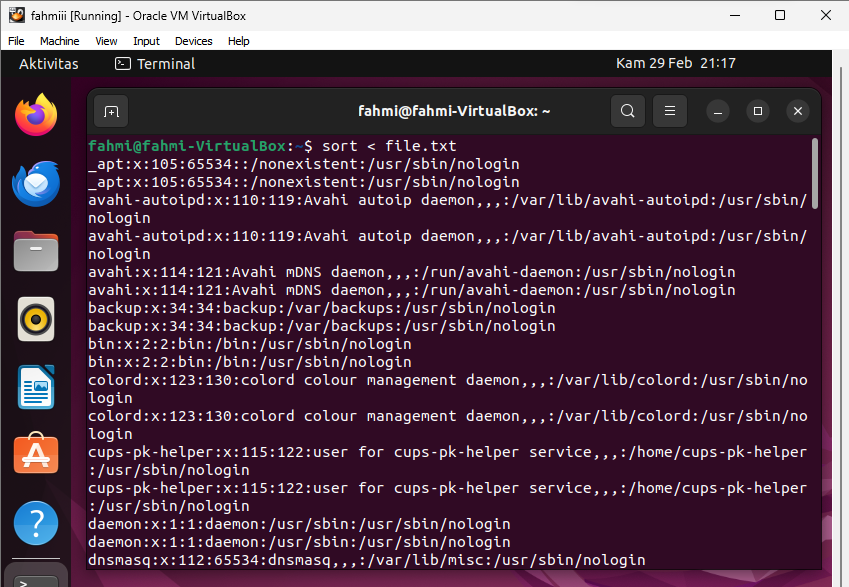 fahmiii [Running] - Oracle VM VirtualBox
File Machine View Input Devices Help
Aktivitas Terminal Kam 29 Feb 21:17
fahmi@fahmi-VirtualBox: ~
fahmi@fahmi-VirtualBox:~$ sort < file.txt
_apt:x:105:65534::/nonexistent:/usr/sbin/nologin
_apt:x:105:65534::/nonexistent:/usr/sbin/nologin
avahi-autoipd:x:110:119:Avahi autoip daemon,,,:/var/lib/avahi-autoipd:/usr/sbin/
nologin
avahi-autoipd:x:110:119:Avahi autoip daemon,,,:/var/lib/avahi-autoipd:/usr/sbin/
nologin
avahi:x:114:121:Avahi mDNS daemon,,,:/run/avahi-daemon:/usr/sbin/nologin
avahi:x:114:121:Avahi mDNS daemon,,,:/run/avahi-daemon:/usr/sbin/nologin
backup:x:34:34:backup:/var/backups:/usr/sbin/nologin
backup:x:34:34:backup:/var/backups:/usr/sbin/nologin
bin:x:2:2:bin:/bin:/usr/sbin/nologin
bin:x:2:2:bin:/bin:/usr/sbin/nologin
colord:x:123:130:colord colour management daemon,,,:/var/lib/colord:/usr/sbin/no
login
colord:x:123:130:colord colour management daemon,,,:/var/lib/colord:/usr/sbin/no
login
cups-pk-helper:x:115:122:user for cups-pk-helper service,,,:/home/cups-pk-helper
:/usr/sbin/nologin
cups-pk-helper:x:115:122:user for cups-pk-helper service,,,:/home/cups-pk-helper
:/usr/sbin/nologin
daemon:x:1:1:daemon:/usr/sbin:/usr/sbin/nologin
daemon:x:1:1:daemon:/usr/sbin:/usr/sbin/nologin
dnsmasq:x:112:65534:dnsmasq,,,:/var/lib/misc:/usr/sbin/nologin